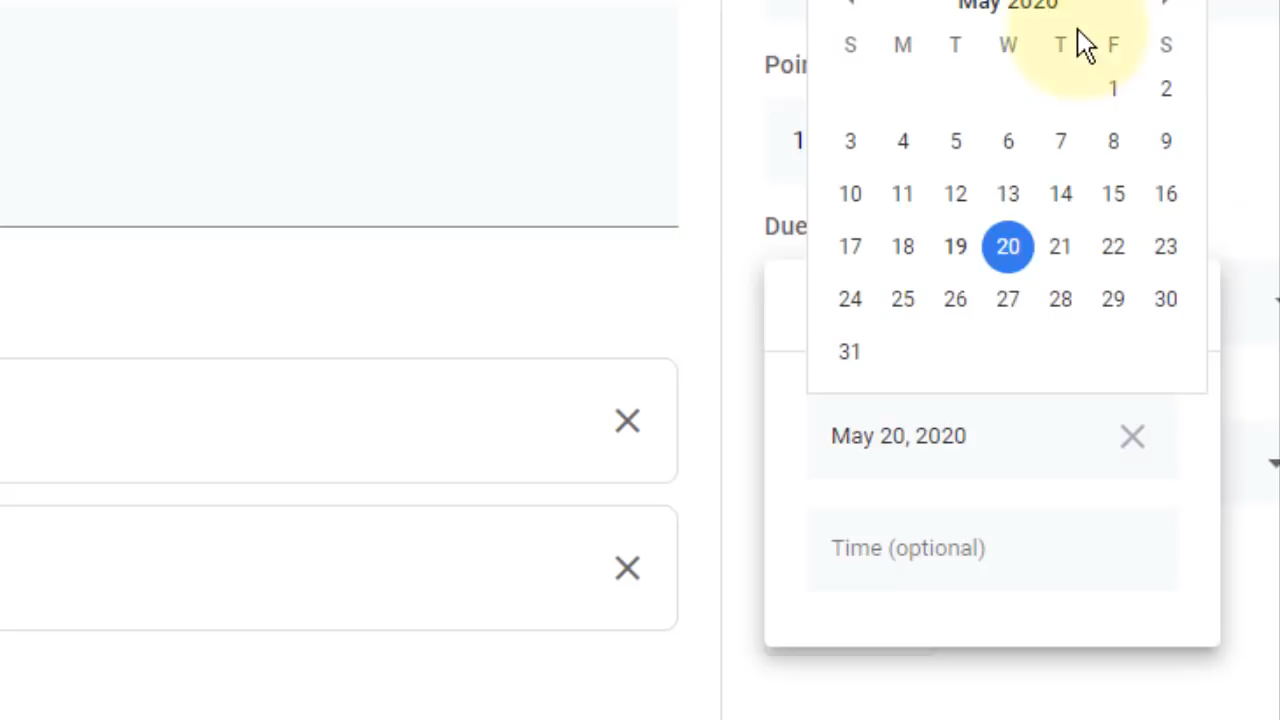 May 2020
S M T W T F S
Poin
1 2
1
3 4 5 6 7 8 9
10 11 12 13 14 15 16
Due
17 18 19 20 21 22 23
24 25 26 27 28 29 30
31
May 20, 2020
Time (optional)